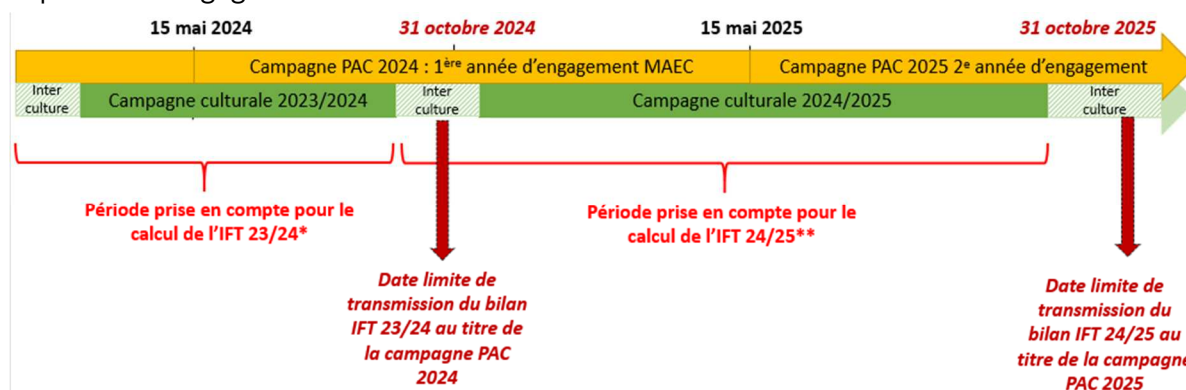 15 mai 2024
31 octobre 2024
15 mai 2025
31 octobre 2025
Campagne PAC 2024 : 1ère année d'engagement MAEC
Campagne PAC 2025 2e année d'engagement
Inter
culture
Campagne culturale 2023/2024
Inter
culture
Campagne culturale 2024/2025
Inter
culture
Période prise en compte pour le
calcul de l'IFT 23/24*
Période prise en compte pour le
calcul de l'IFT 24/25**
Date limite de
transmission du bilan
IFT 23/24 au titre de
la campagne PAC
2024
Date limite de
transmission du
bilan IFT 24/25 au
titre de la campagne
PAC 2025